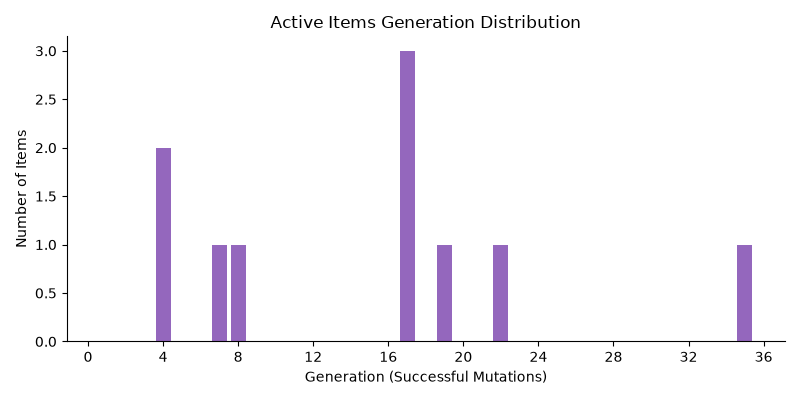 Active Items Generation Distribution
Number of Items
3.0
2.5
2.0
1.5
1.0
0.5
0.0
0 4 8 12 16 20 24 28 32 36
Generation (Successful Mutations)